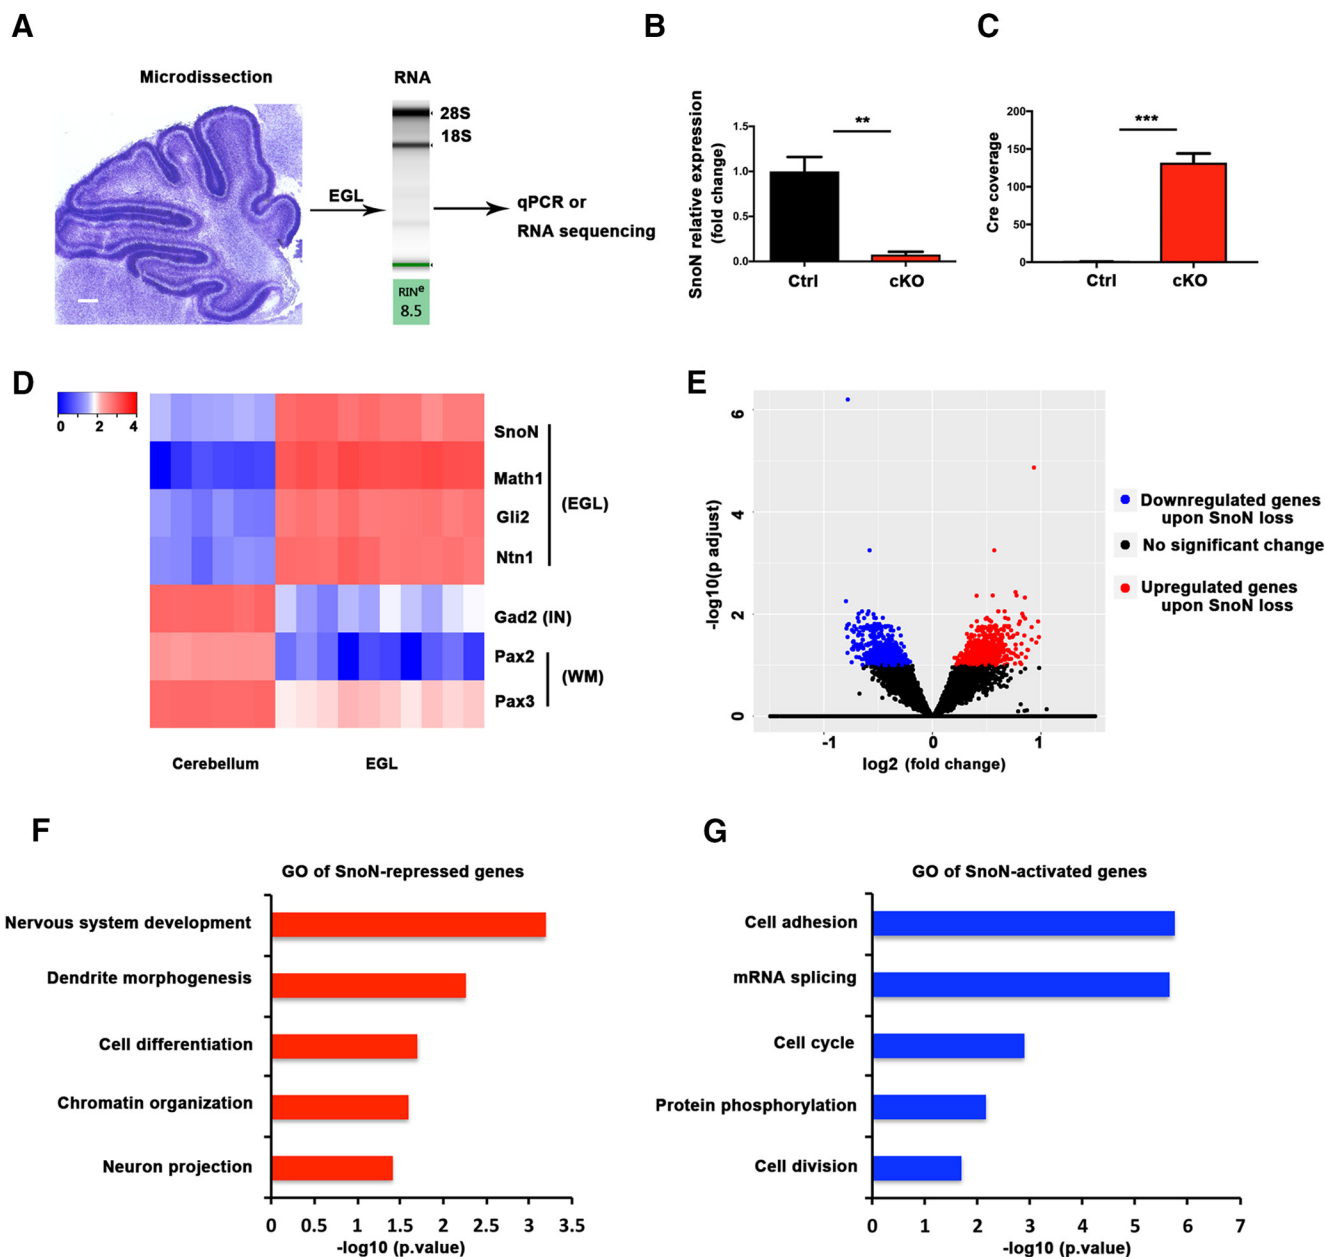 A
Microdissection
RNA
28S
18S
EGL
qPCR or
RNA sequencing
RINe
8.5
B
SnoN relative expression
(fold change)
1.5
1.0
0.5
0.0
**
Ctrl
cKO
C
Cre coverage
200
150
100
50
0
***
Ctrl
cKO
D
0 2 4
SnoN
Math1
Gli2
Ntn1
(EGL)
Gad2 (IN)
Pax2
Pax3
(WM)
Cerebellum
EGL
E
-log10(p adjust)
6
4
2
0
-1 0 1
log2 (fold change)
Downregulated genes
upon SnoN loss
No significant change
Upregulated genes
upon SnoN loss
F
GO of SnoN-repressed genes
Nervous system development
Dendrite morphogenesis
Cell differentiation
Chromatin organization
Neuron projection
0 0.5 1 1.5 2 2.5 3 3.5
-log10 (p.value)
G
GO of SnoN-activated genes
Cell adhesion
mRNA splicing
Cell cycle
Protein phosphorylation
Cell division
0 1 2 3 4 5 6 7
-log10 (p.value)